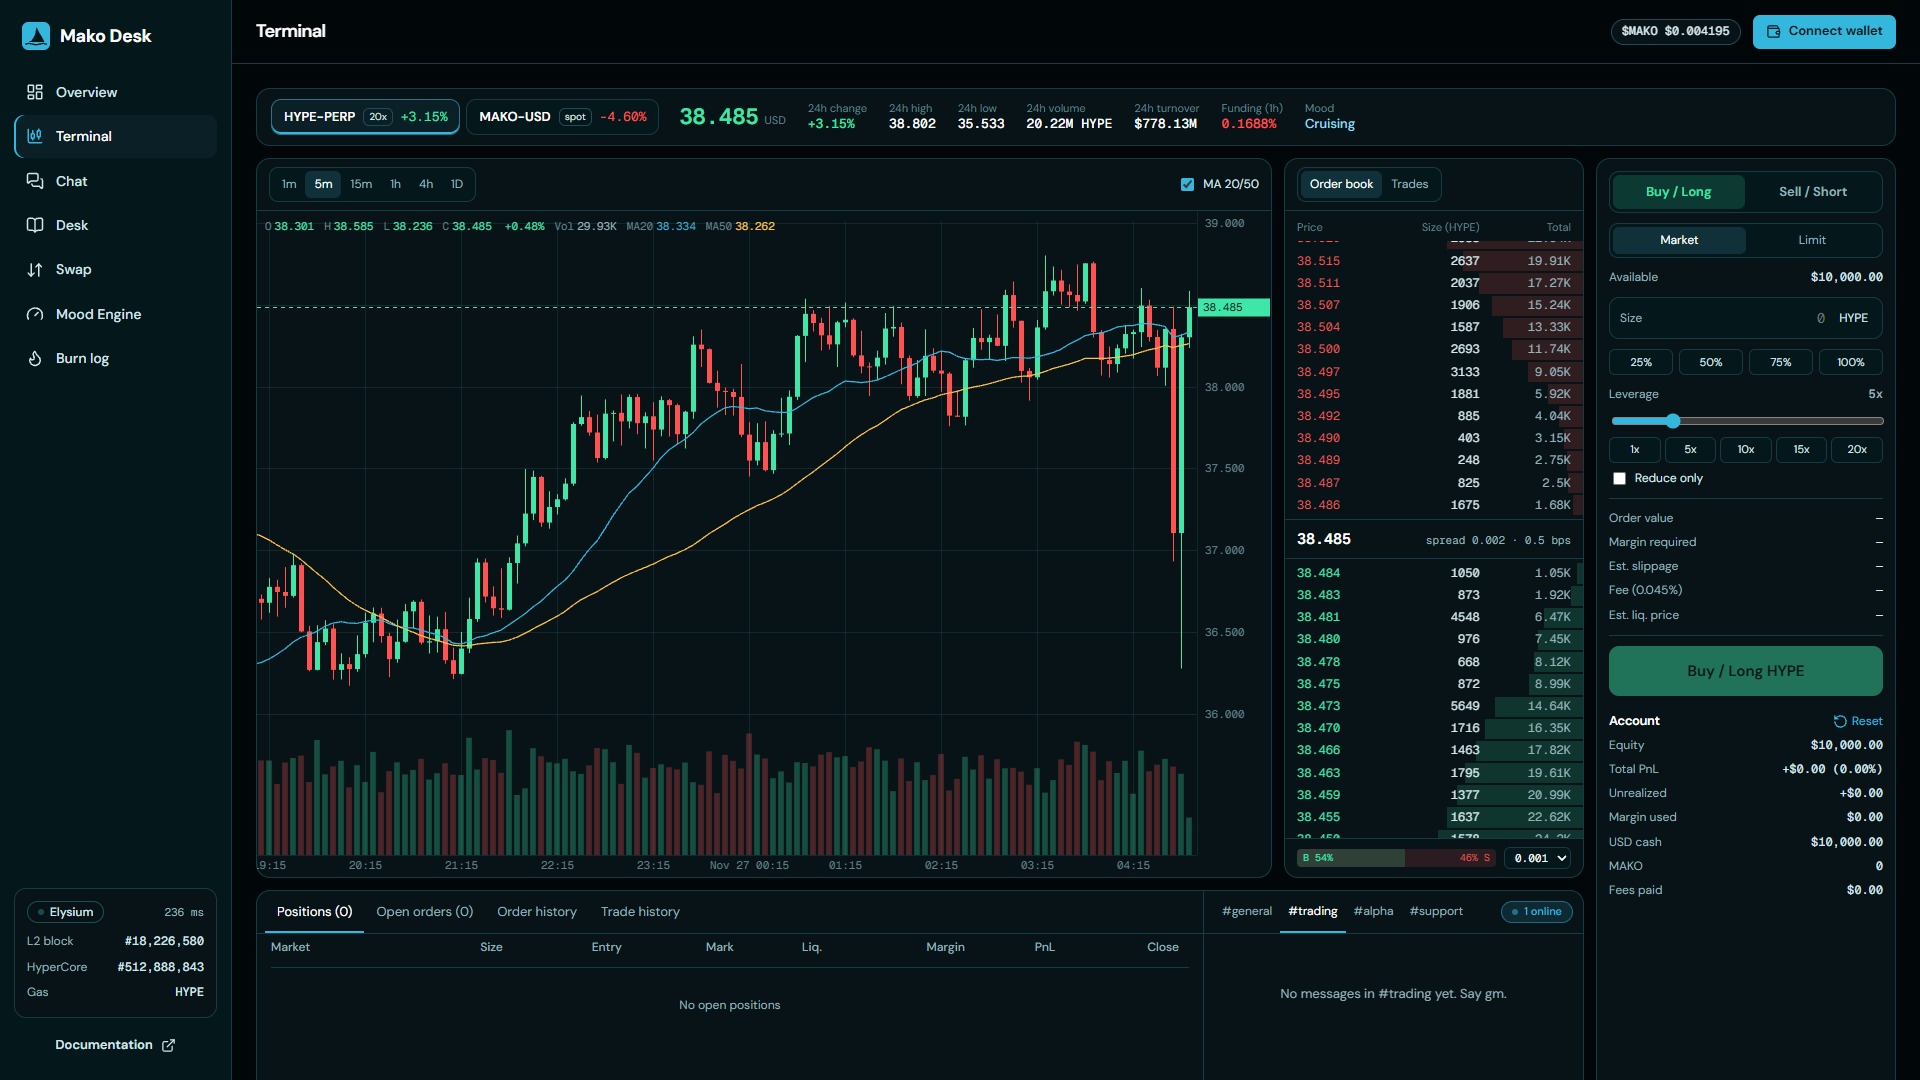 Mako Desk
Overview
Terminal
Chat
Desk
Swap
Mood Engine
Burn log
Elysium 236 ms
L2 block #18,226,580
HyperCore #512,888,843
Gas HYPE
Documentation
Terminal
$MAKO $0.004195
Connect wallet
HYPE-PERP 20x +3.15%
MAKO-USD spot -4.60%
38.485 USD
24h change
+3.15%
24h high
38.802
24h low
35.533
24h volume
20.22M HYPE
24h turnover
$778.13M
Funding (1h)
0.1688%
Mood
Cruising
1m 5m 15m 1h 4h 1D
MA 20/50
O 38.301 H 38.585 L 38.236 C 38.485 +0.48% Vol 29.93K MA20 38.334 MA50 38.262
39.000
38.485
38.000
37.500
37.000
36.500
36.000
9:15 20:15 21:15 22:15 23:15 Nov 27 00:15 01:15 02:15 03:15 04:15
Order book Trades
Price Size (HYPE) Total
38.515 2637 19.91K
38.511 2037 17.27K
38.507 1906 15.24K
38.504 1587 13.33K
38.500 2693 11.74K
38.497 3133 9.05K
38.495 1881 5.92K
38.492 885 4.04K
38.490 403 3.15K
38.489 248 2.75K
38.487 825 2.5K
38.486 1675 1.68K
38.485 spread 0.002 · 0.5 bps
38.484 1050 1.05K
38.483 873 1.92K
38.481 4548 6.47K
38.480 976 7.45K
38.478 668 8.12K
38.475 872 8.99K
38.473 5649 14.64K
38.470 1716 16.35K
38.466 1463 17.82K
38.463 1795 19.61K
38.459 1377 20.99K
38.455 1637 22.62K
B 54% 46% S 0.001
Buy / Long Sell / Short
Market Limit
Available $10,000.00
Size 0 HYPE
25% 50% 75% 100%
Leverage 5x
1x 5x 10x 15x 20x
Reduce only
Order value –
Margin required –
Est. slippage –
Fee (0.045%) –
Est. liq. price –
Buy / Long HYPE
Account Reset
Equity $10,000.00
Total PnL +$0.00 (0.00%)
Unrealized +$0.00
Margin used $0.00
USD cash $10,000.00
MAKO 0
Fees paid $0.00
Positions (0) Open orders (0) Order history Trade history
Market Size Entry Mark Liq. Margin PnL Close
No open positions
#general #trading #alpha #support 1 online
No messages in #trading yet. Say gm.